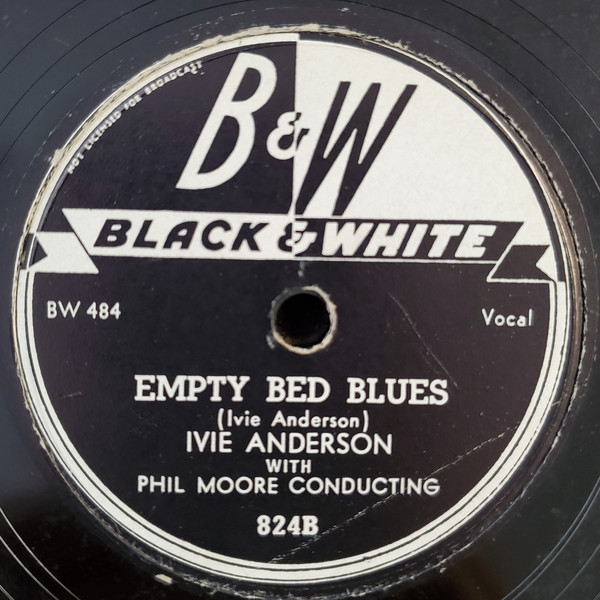 NOT LICENSED FOR BROADCAST
B&W
BLACK & WHITE
BW 484
Vocal
EMPTY BED BLUES
(Ivie Anderson)
IVIE ANDERSON
WITH
PHIL MOORE CONDUCTING
824B